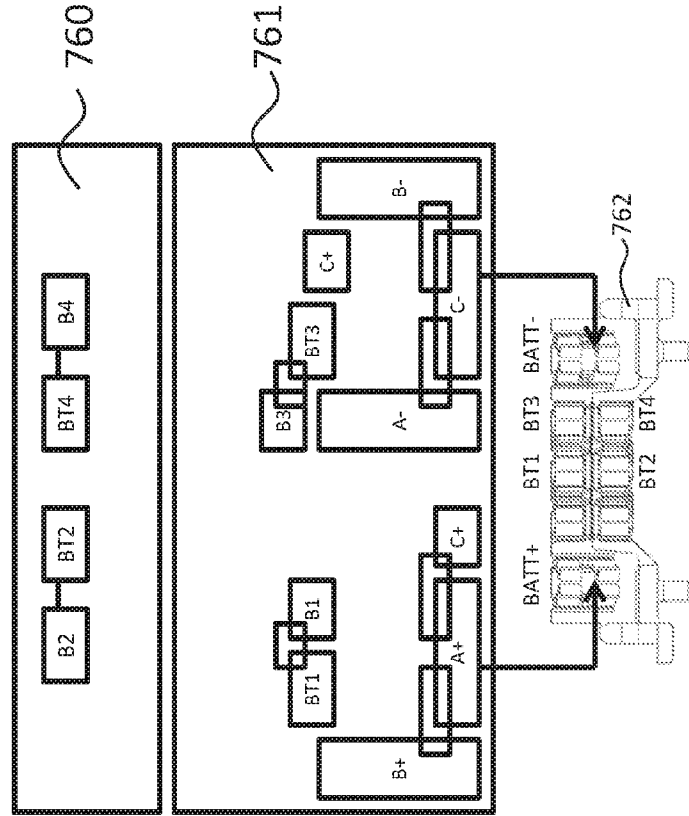 B2 BT2 BT4 B4 760
761
B3
BT1 B1 BT3 C+
B+ A- B-
A+ C+ C-
BATT+ BT1 BT3 BATT-
762
BT2 BT4